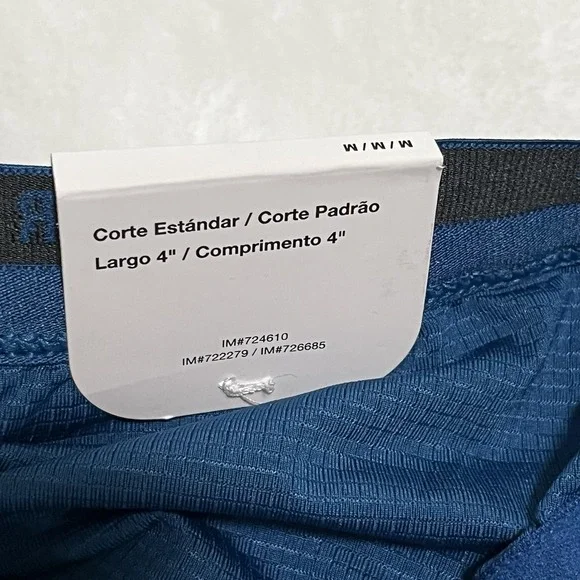 M / M / M
Corte Estándar / Corte Padrão
Largo 4" / Comprimento 4"
IM#724610
IM#722279 / IM#726685